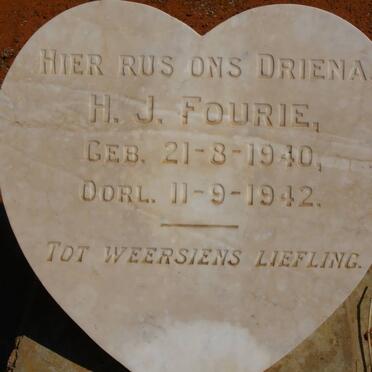 HIER RUS ONS DRIENA.
H. J. FOURIE,
GEB. 21-8-1940,
OORL. 11-9-1942.
TOT WEERSIENS LIEFLING.